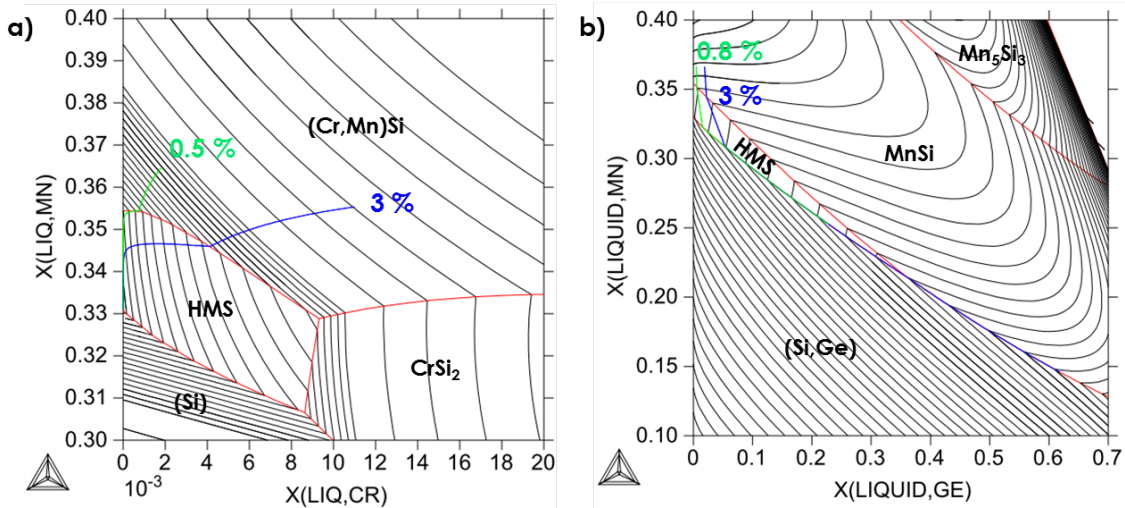 a)
0.40
0.39
0.38
0.37
0.36
0.35
0.34
0.33
0.32
0.31
0.30
X(LIQ,MN)
(Cr,Mn)Si
0.5 %
3 %
HMS
CrSi₂
(Si)
0 2 4 6 8 10 12 14 16 18 20
10⁻³
X(LIQ,CR)
b)
0.40
0.35
0.30
0.25
0.20
0.15
0.10
X(LIQUID,MN)
0.8 %
Mn₅Si₃
3 %
HMS
MnSi
(Si,Ge)
0 0.1 0.2 0.3 0.4 0.5 0.6 0.7
X(LIQUID,GE)